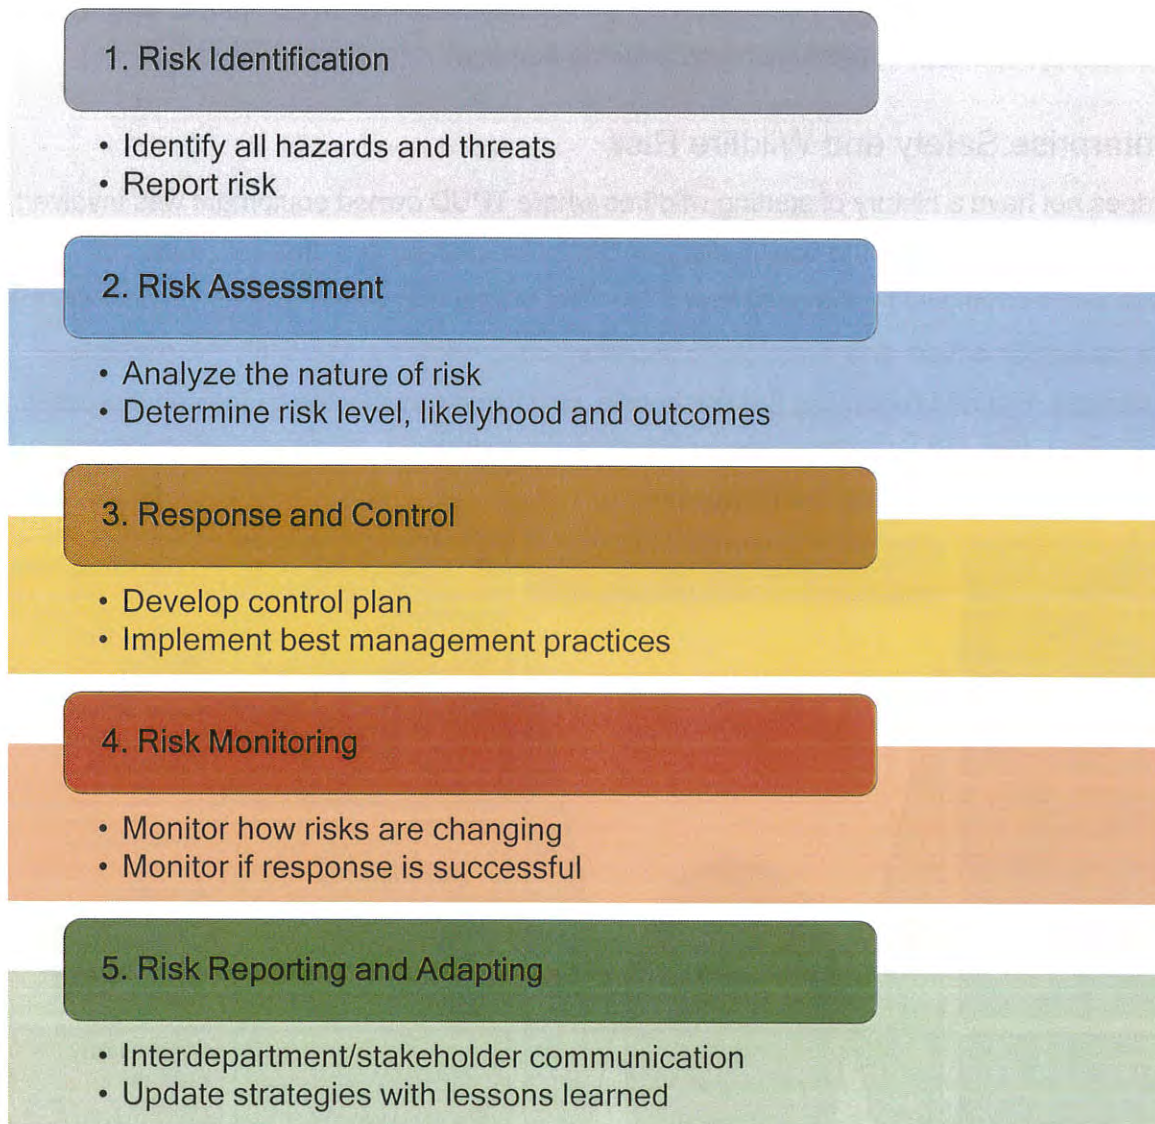 1. Risk Identification
• Identify all hazards and threats
• Report risk
2. Risk Assessment
• Analyze the nature of risk
• Determine risk level, likelyhood and outcomes
3. Response and Control
• Develop control plan
• Implement best management practices
4. Risk Monitoring
• Monitor how risks are changing
• Monitor if response is successful
5. Risk Reporting and Adapting
• Interdepartment/stakeholder communication
• Update strategies with lessons learned